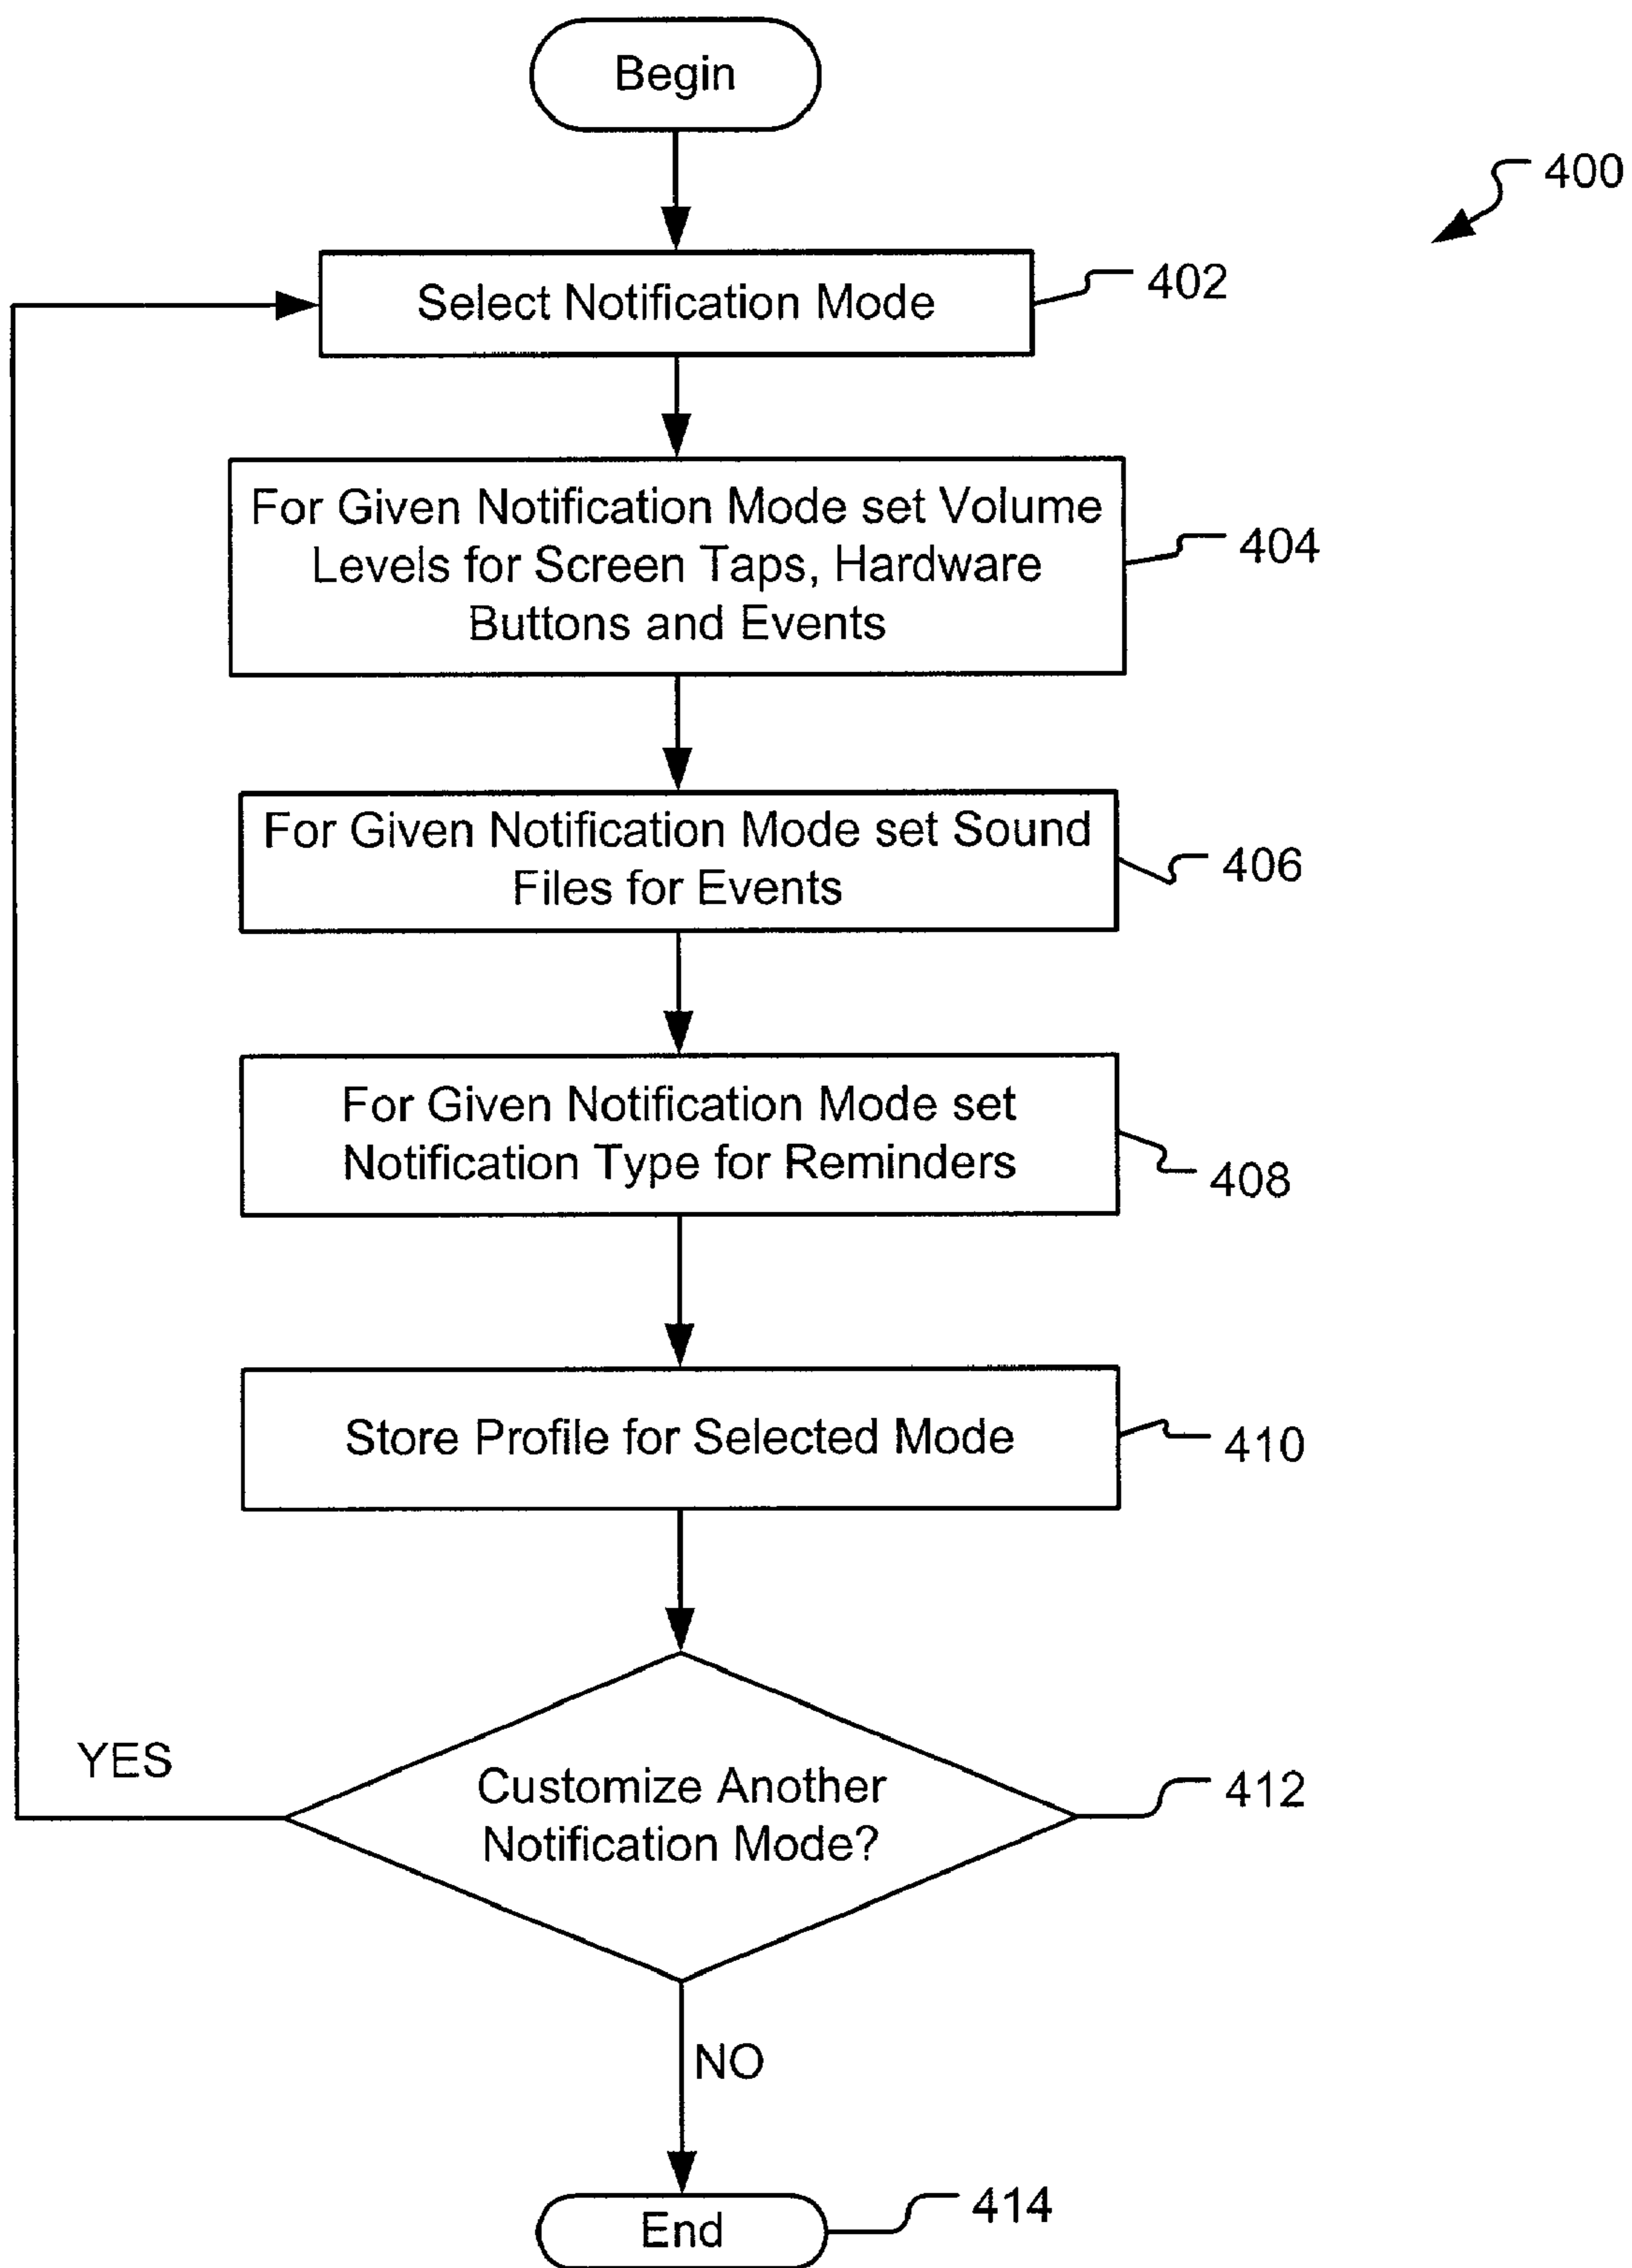 Begin
400
Select Notification Mode
402
For Given Notification Mode set Volume
Levels for Screen Taps, Hardware
Buttons and Events
404
For Given Notification Mode set Sound
Files for Events
406
For Given Notification Mode set
Notification Type for Reminders
408
Store Profile for Selected Mode
410
YES
Customize Another
Notification Mode?
412
NO
End
414